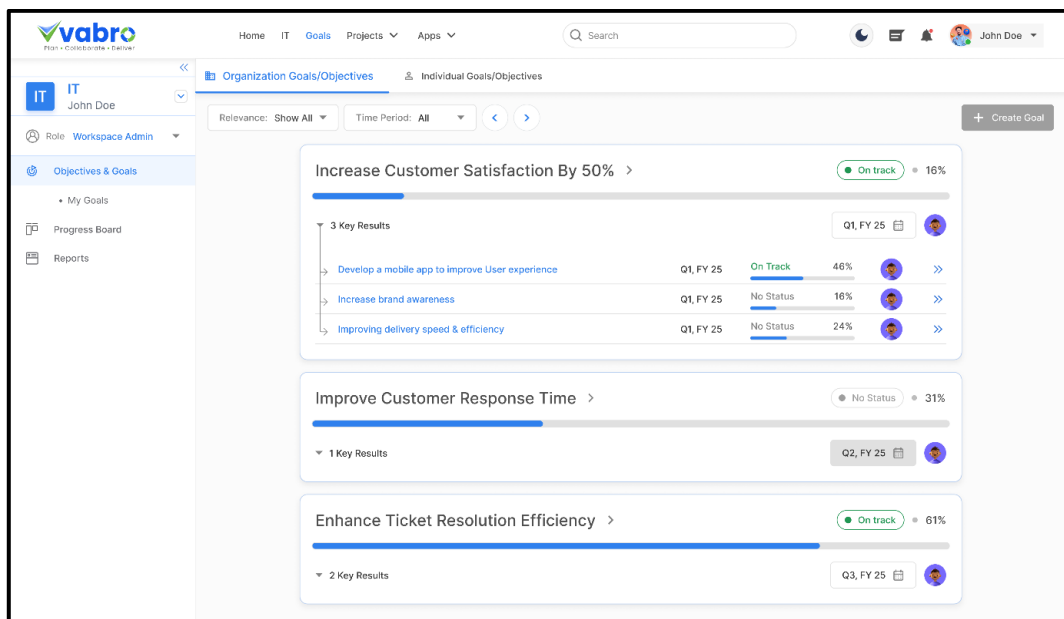 vabro
Plan • Collaborate • Deliver
Home IT Goals Projects Apps
Search
John Doe
IT
IT
John Doe
Role Workspace Admin
Objectives & Goals
• My Goals
Progress Board
Reports
Organization Goals/Objectives Individual Goals/Objectives
Relevance: Show All Time Period: All
+ Create Goal
Increase Customer Satisfaction By 50% On track 16%
3 Key Results Q1, FY 25
Develop a mobile app to improve User experience Q1, FY 25 On Track 46%
Increase brand awareness Q1, FY 25 No Status 16%
Improving delivery speed & efficiency Q1, FY 25 No Status 24%
Improve Customer Response Time No Status 31%
1 Key Results Q2, FY 25
Enhance Ticket Resolution Efficiency On track 61%
2 Key Results Q3, FY 25